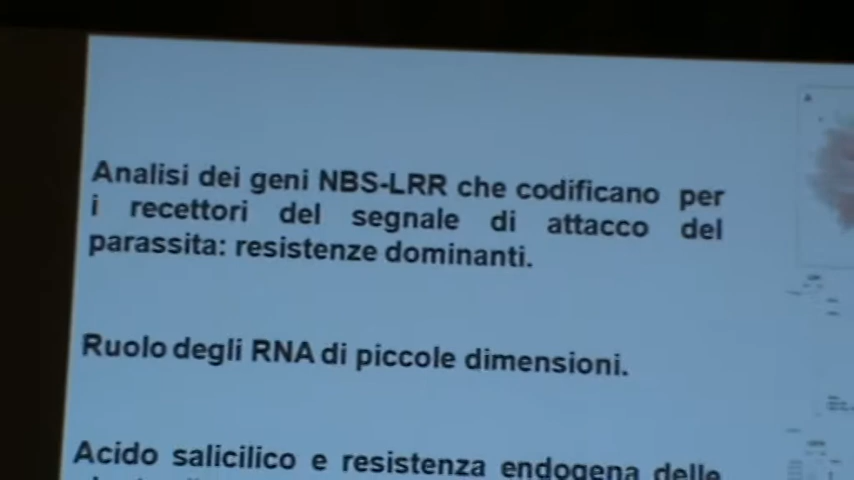 Analisi dei geni NBS-LRR che codificano per
i recettori del segnale di attacco del
parassita: resistenze dominanti.
Ruolo degli RNA di piccole dimensioni.
Acido salicilico e resistenza endogena delle